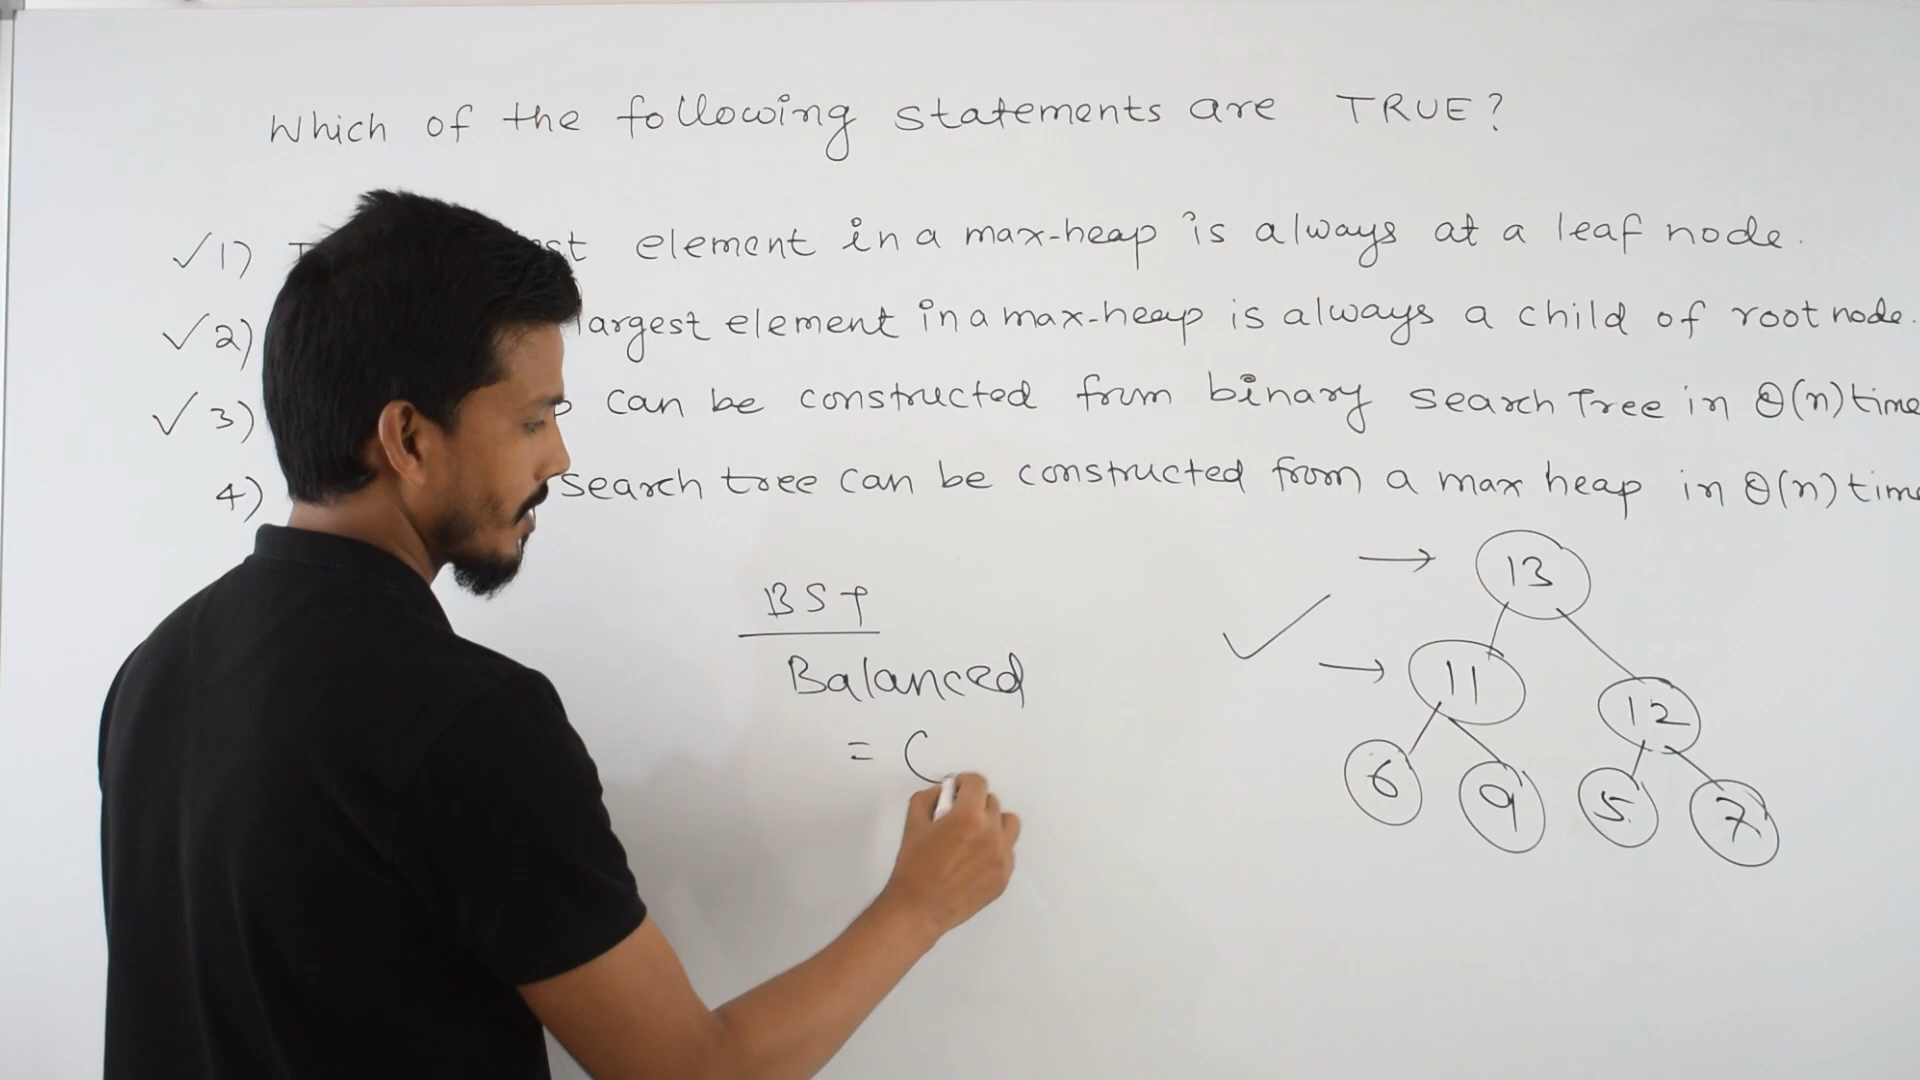 Which of the following statements are TRUE?
✓ 1) element in a max-heap is always at a leaf node.
✓ 2) largest element in a max-heap is always a child of root node.
✓ 3) can be constructed from binary search Tree in Θ(n) time
4) search tree can be constructed from a max heap in Θ(n) time
BST
Balanced
=
→ 13
✓ → 11 12
6 9 5 7